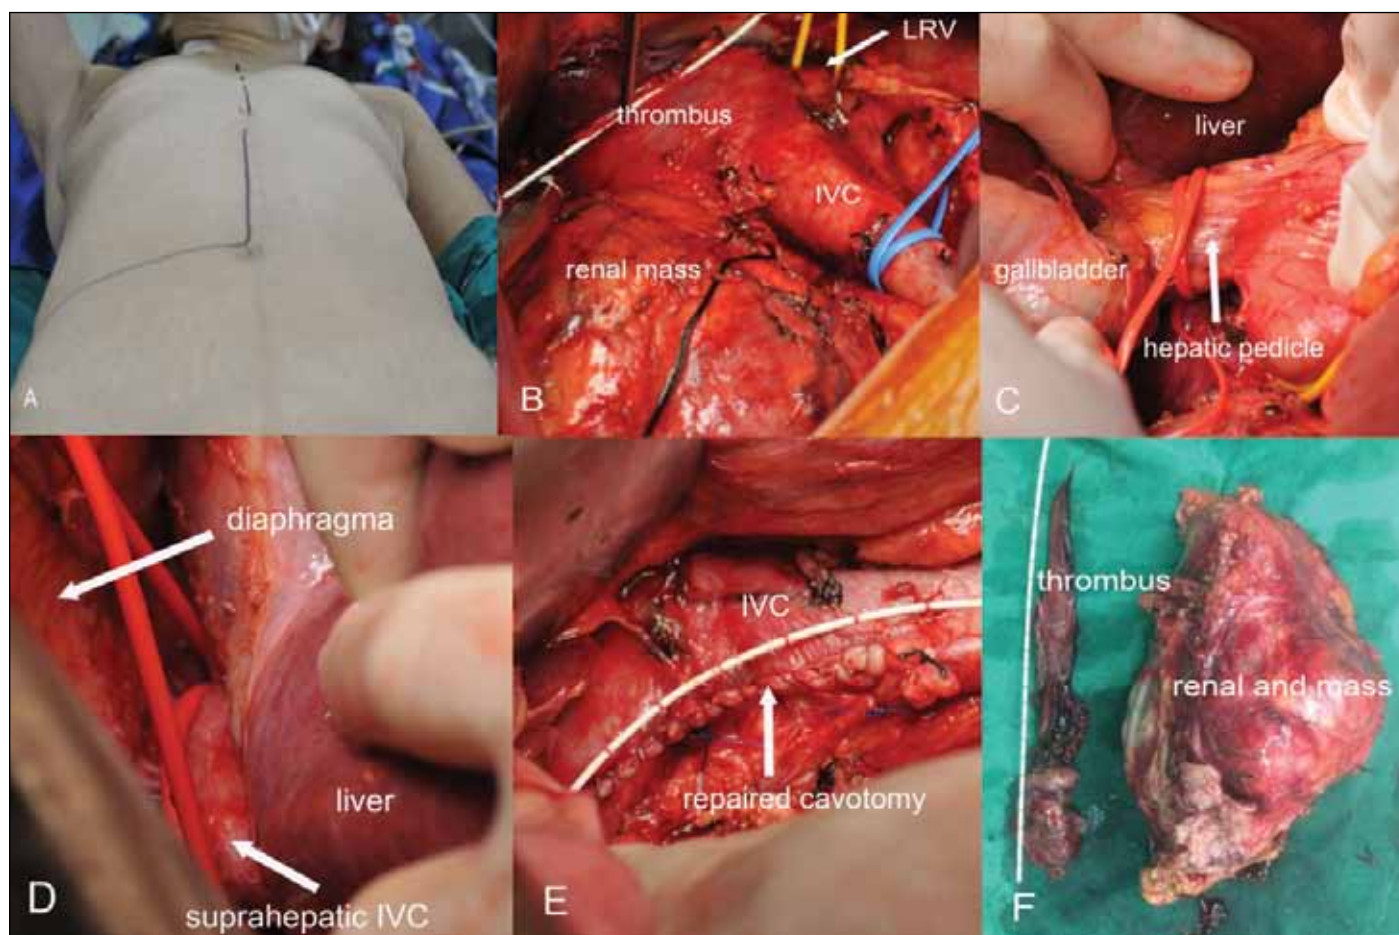 A
LRV
thrombus
IVC
renal mass
B
liver
gallbladder
hepatic pedicle
C
diaphragma
liver
suprahepatic IVC
D
IVC
repaired cavotomy
E
thrombus
renal and mass
F